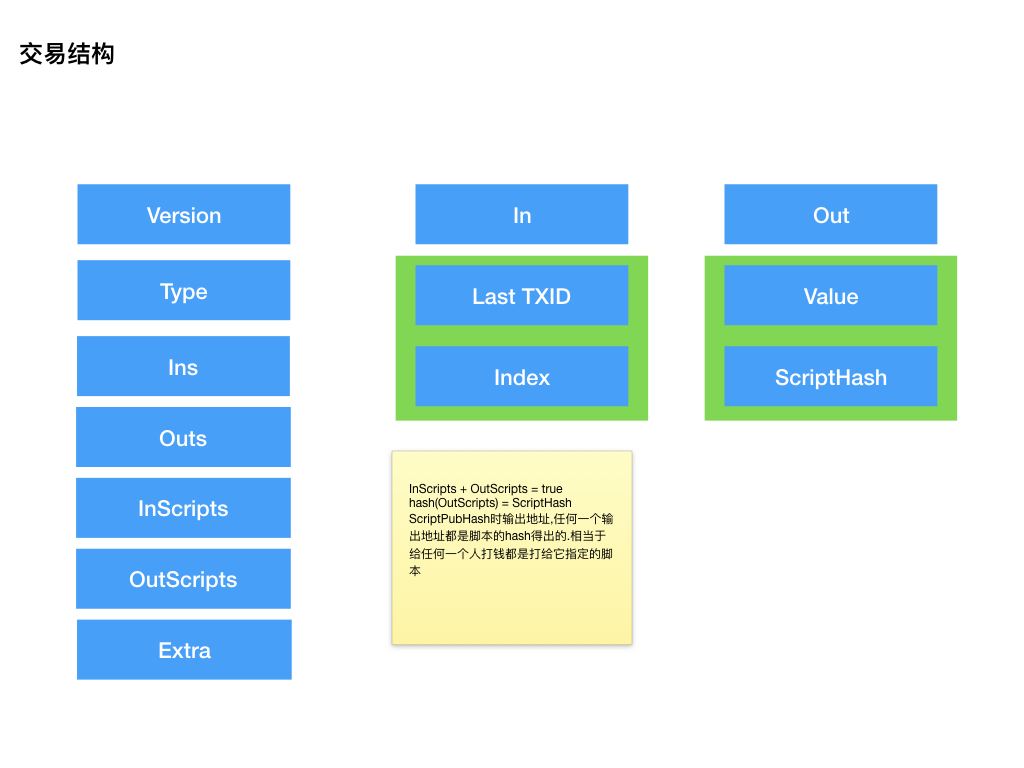 交易结构
Version
Type
Ins
Outs
InScripts
OutScripts
Extra
In
Last TXID
Index
Out
Value
ScriptHash
InScripts + OutScripts = true
hash(OutScripts) = ScriptHash
ScriptPubHash时输出地址,任何一个输
出地址都是脚本的hash得出的.相当于
给任何一个人打钱都是打给它指定的脚
本